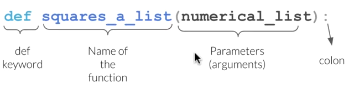 def squares_a_list(numerical_list):
def
keyword
Name of
the
function
Parameters
(arguments)
colon